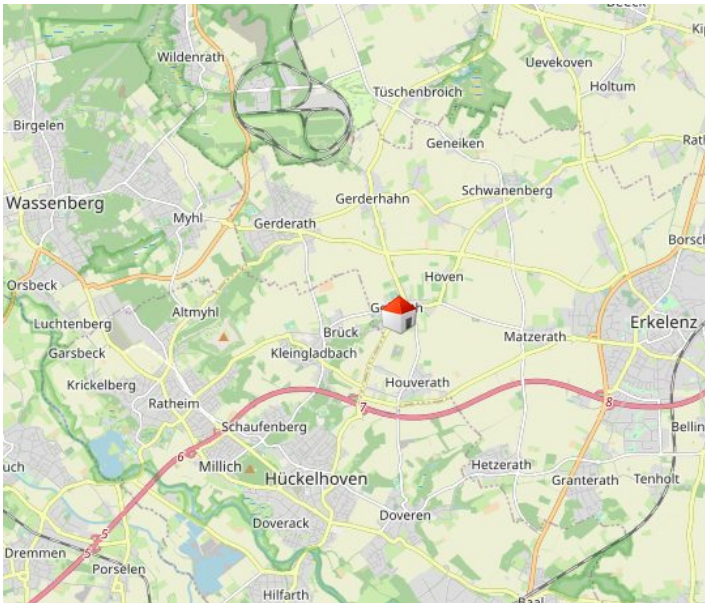 Wildenrath
Tüschenbroich
Uevekoven
Holtum
Birgelen
Geneiken
Wassenberg
Myhl
Gerderhahn
Schwanenberg
Gerderath
Orsbeck
Hoven
Luchtenberg
Altmyhl
Brück
Matzerath
Erkelenz
Garsbeck
Kleingladbach
Krickelberg
Houverath
Ratheim
7
8
Schaufenberg
6
Millich
Hückelhoven
Hetzerath
Granterath
Tenholt
Doverack
Doveren
5
5
Dremmen
Porselen
Hilfarth